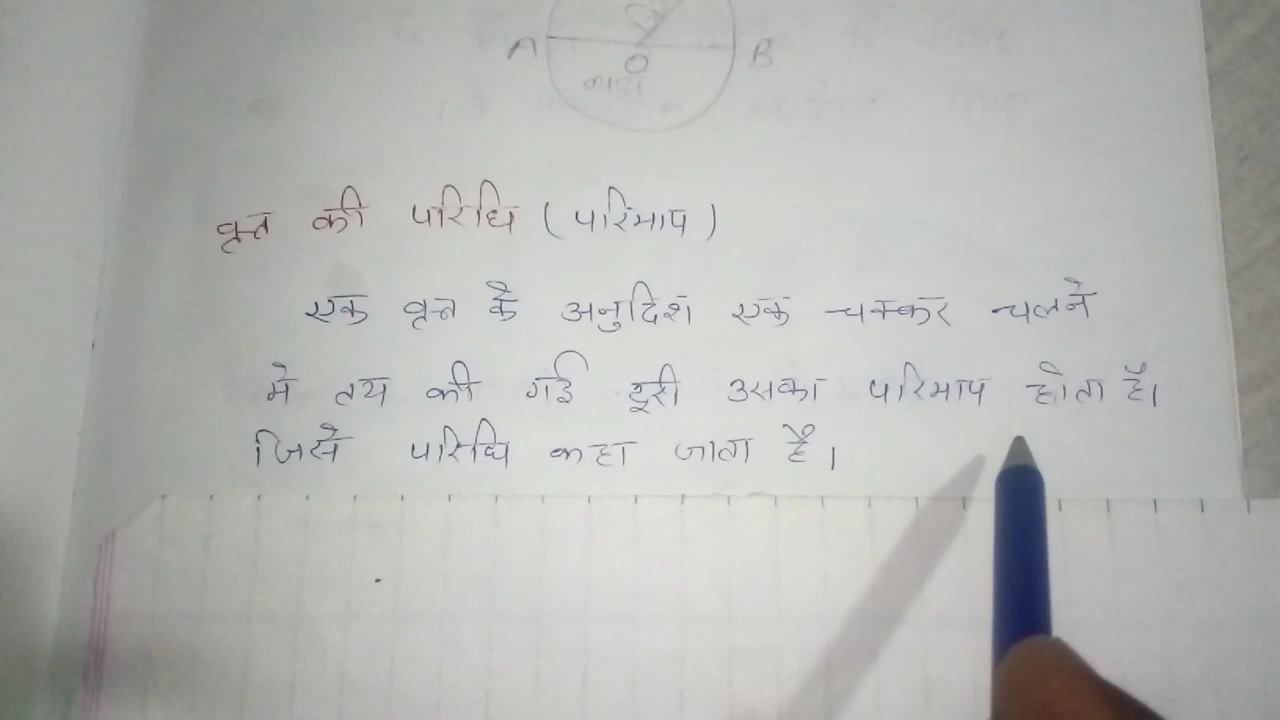 A B
O
व्यास
वृत्त की परिधि ( परिमाप )
एक वृत्त के अनुदिश एक चक्कर चलने
मे तय की गई दूरी उसका परिमाप होता है।
जिसे परिधि कहा जाता है।